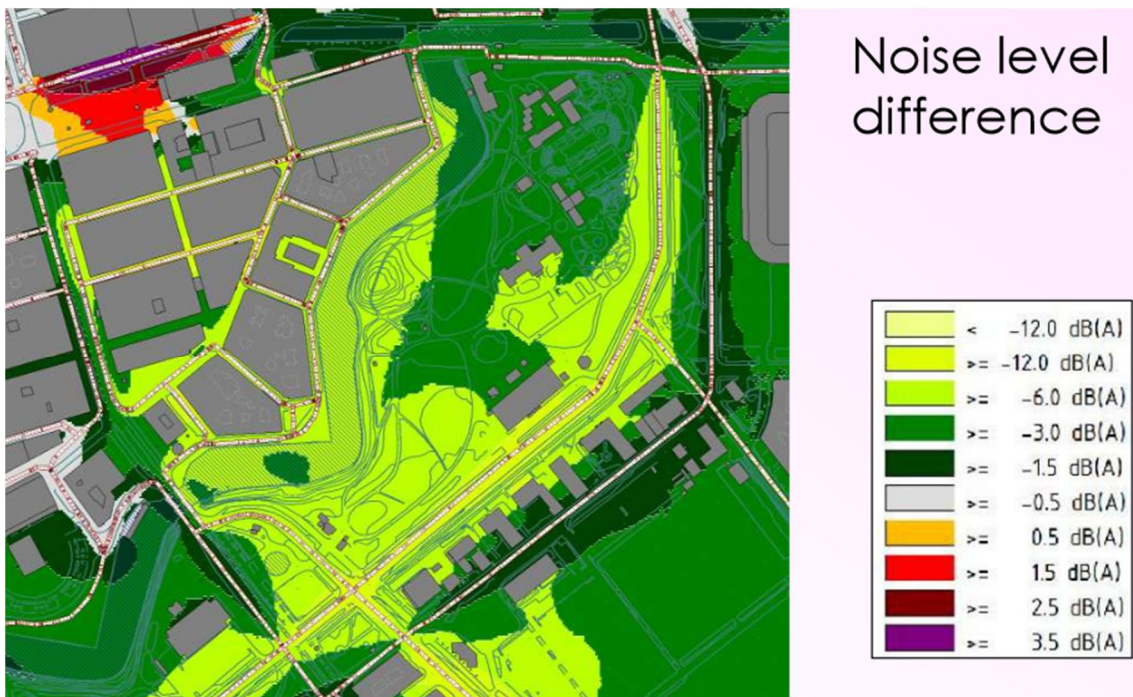 Noise level
difference
< -12.0 dB(A)
>= -12.0 dB(A)
>= -6.0 dB(A)
>= -3.0 dB(A)
>= -1.5 dB(A)
>= -0.5 dB(A)
>= 0.5 dB(A)
>= 1.5 dB(A)
>= 2.5 dB(A)
>= 3.5 dB(A)